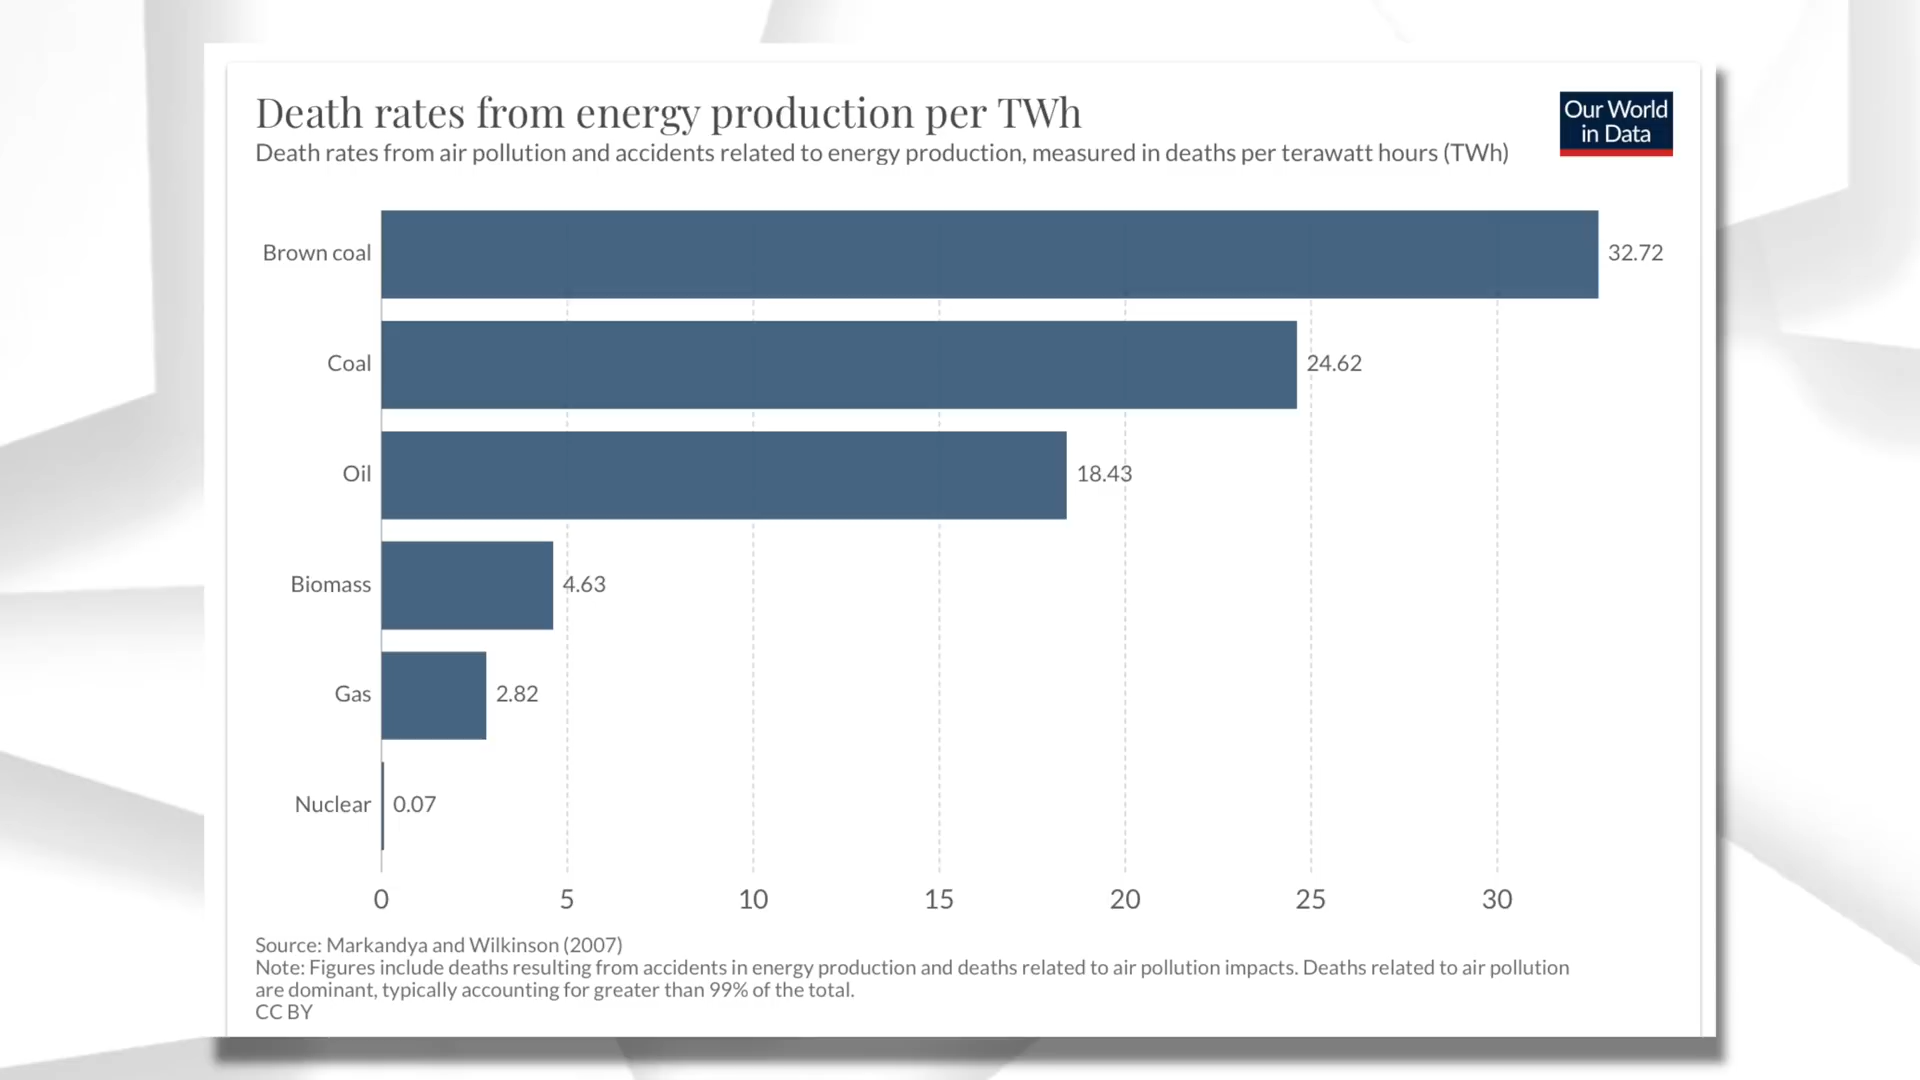 Death rates from energy production per TWh
Death rates from air pollution and accidents related to energy production, measured in deaths per terawatt hours (TWh)
Our World
in Data
Brown coal 32.72
Coal 24.62
Oil 18.43
Biomass 4.63
Gas 2.82
Nuclear 0.07
0 5 10 15 20 25 30
Source: Markandya and Wilkinson (2007)
Note: Figures include deaths resulting from accidents in energy production and deaths related to air pollution impacts. Deaths related to air pollution
are dominant, typically accounting for greater than 99% of the total.
CC BY